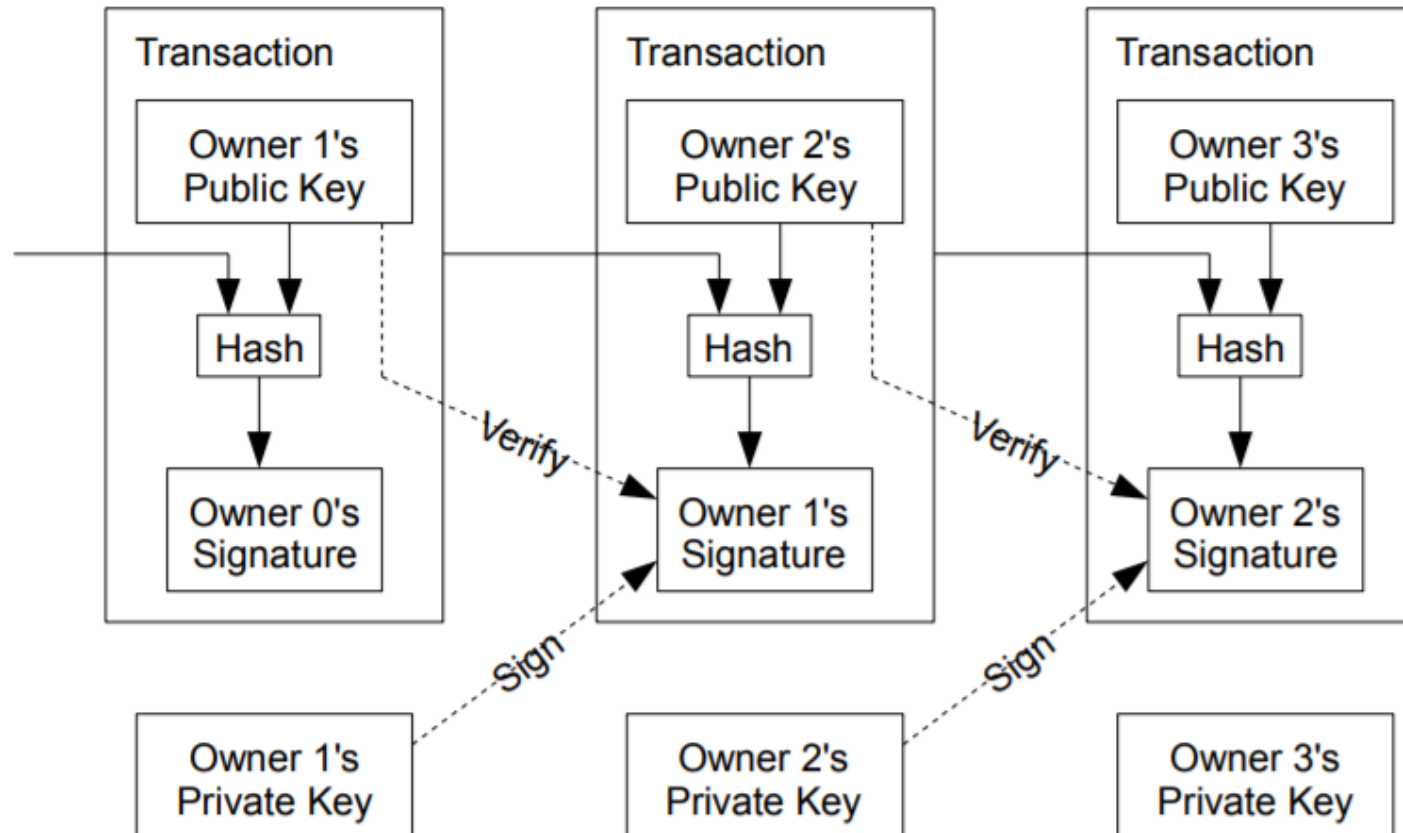 Transaction
Transaction
Transaction
Owner 1's
Public Key
Owner 2's
Public Key
Owner 3's
Public Key
Hash
Hash
Hash
Verify
Verify
Owner 0's
Signature
Owner 1's
Signature
Owner 2's
Signature
Sign
Sign
Owner 1's
Private Key
Owner 2's
Private Key
Owner 3's
Private Key